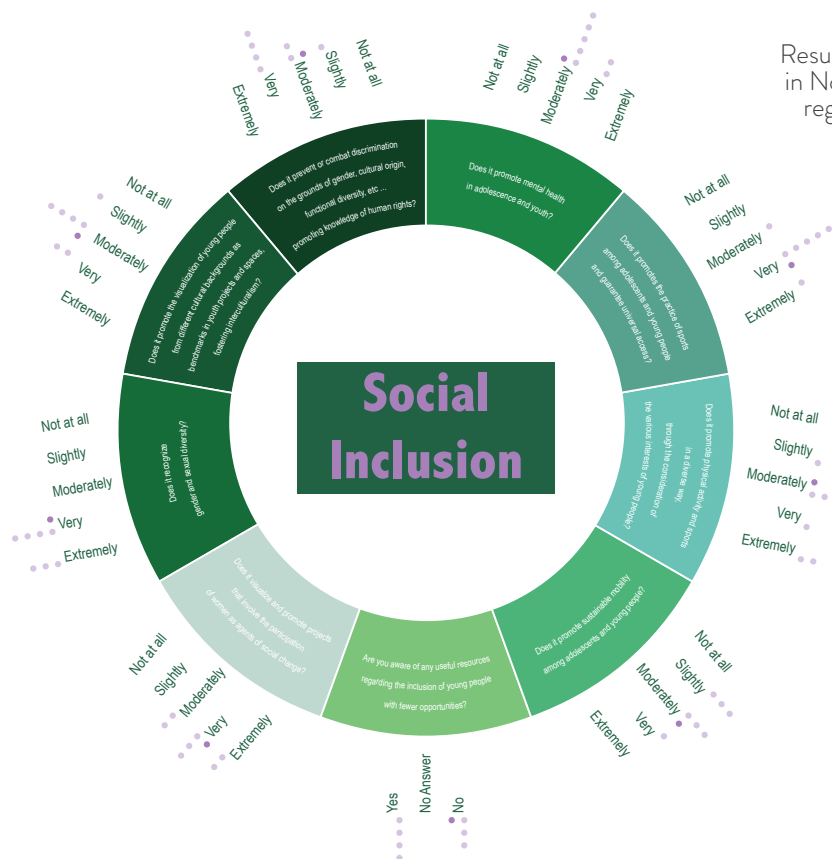 Resu
in No
reg
Social
Inclusion
Not at all
Slightly
Moderately
Very
Extremely
Does it promote mental health
in adolescence and youth?
Not at all
Slightly
Moderately
Very
Extremely
Does it promotes the practice of sports
among adolescents and young people
and guarantee universal access?
Not at all
Slightly
Moderately
Very
Extremely
Does it promote physical activity and sports
in a diverse way,
through the consideration of
the various interests of young people?
Not at all
Slightly
Moderately
Very
Extremely
Does it promote sustainable mobility
among adolescents and young people?
Yes
No Answer
No
Are you aware of any useful resources
regarding the inclusion of young people
with fewer opportunities?
Not at all
Slightly
Moderately
Very
Extremely
Does it visualize and promote projects
that involve the participation
of women as agents of social change?
Not at all
Slightly
Moderately
Very
Extremely
Does it recognize
gender and sexual diversity?
Not at all
Slightly
Moderately
Very
Extremely
Does it promote the visualization of young people
from different cultural backgrounds as
benchmarks in youth projects and spaces,
fostering interculturalism?
Not at all
Slightly
Moderately
Very
Extremely
Does it prevent or combat discrimination
on the grounds of gender, cultural origin,
functional diversity, etc ...
promoting knowledge of human rights?